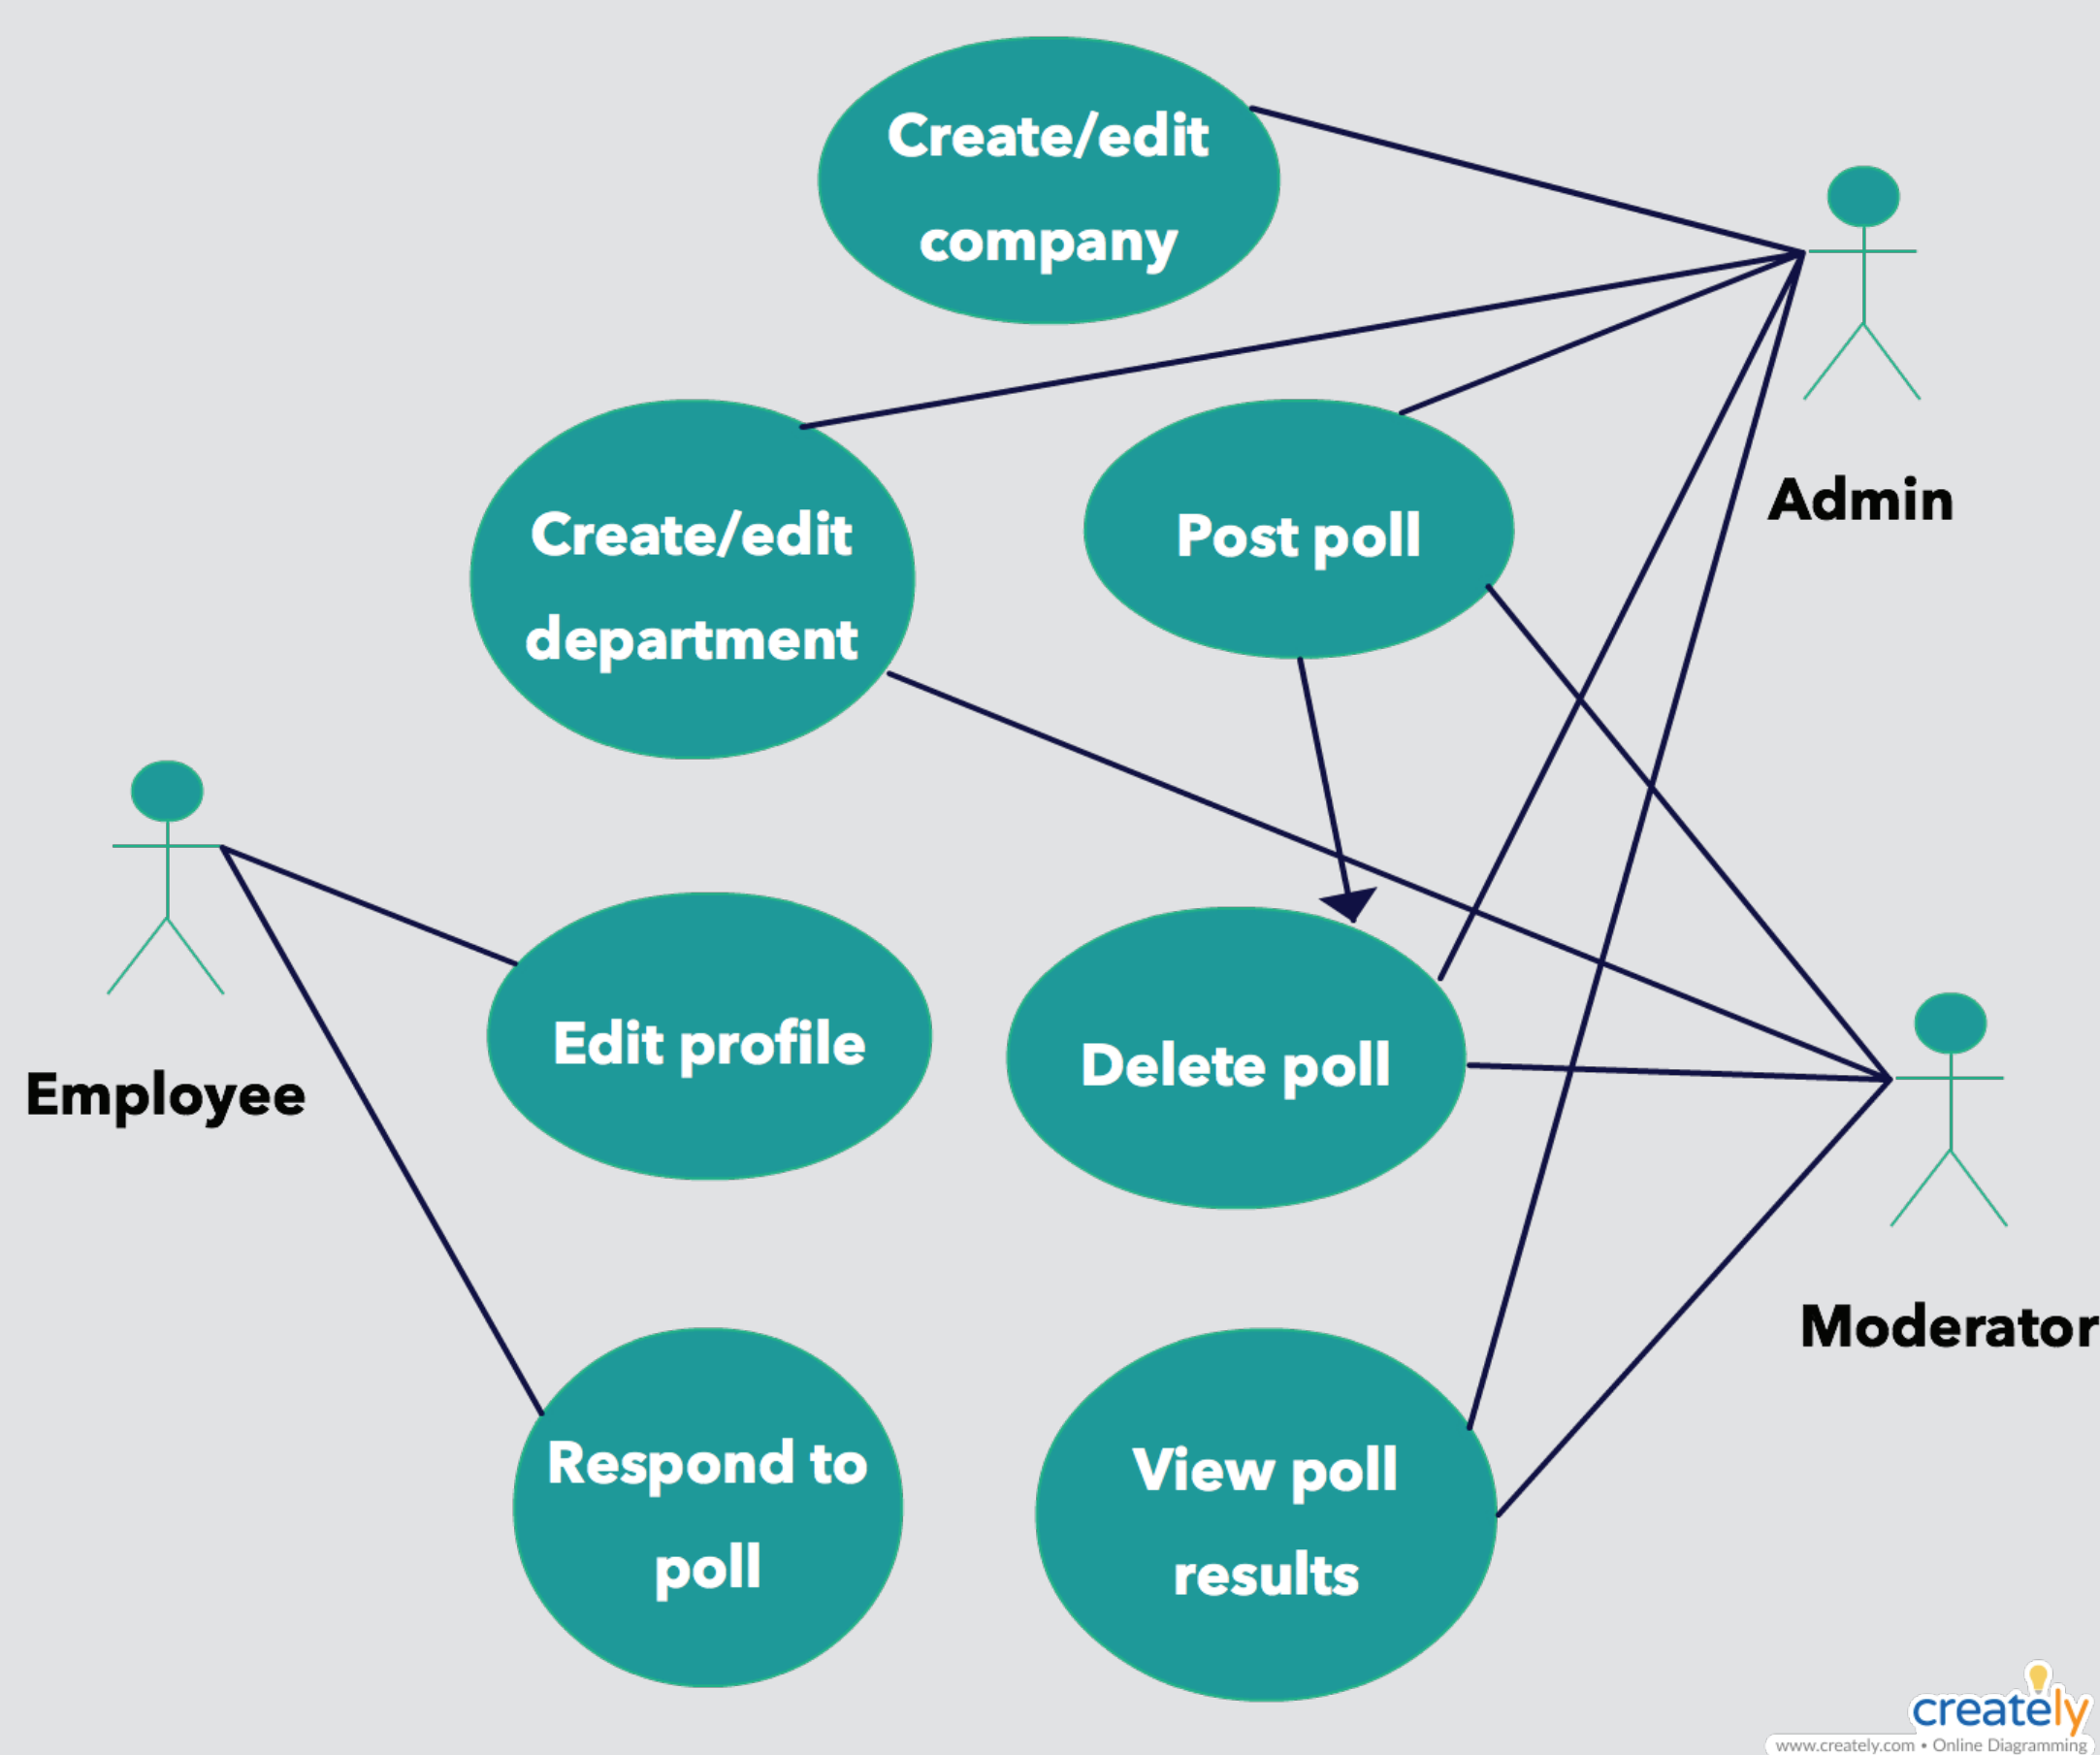 Create/edit
company
Admin
Create/edit
department
Post poll
Employee
Edit profile
Delete poll
Moderator
Respond to
poll
View poll
results
creately
www.creately.com • Online Diagramming